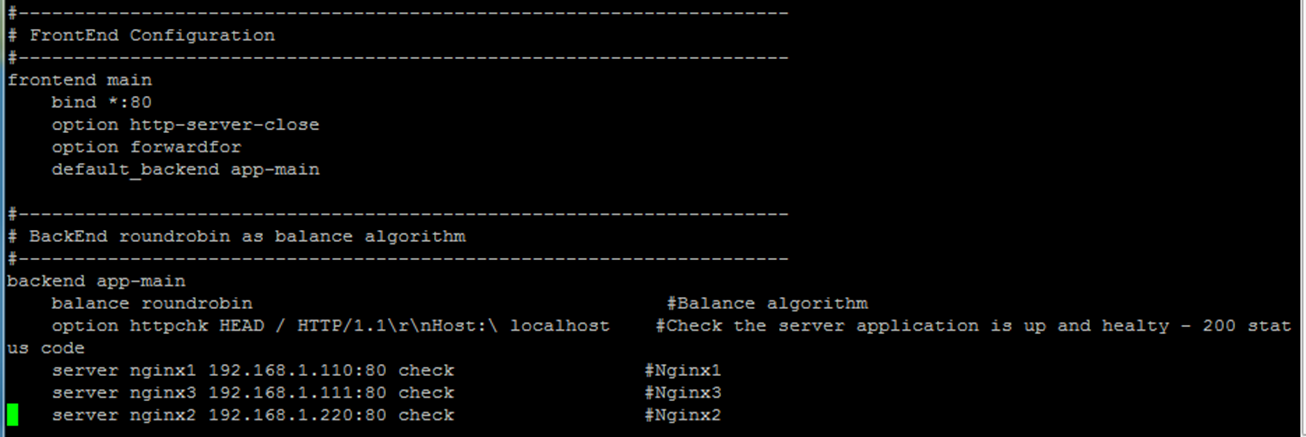 #---------------------------------------------------------------------
# FrontEnd Configuration
#---------------------------------------------------------------------
frontend main
    bind *:80
    option http-server-close
    option forwardfor
    default_backend app-main

#---------------------------------------------------------------------
# BackEnd roundrobin as balance algorithm
#---------------------------------------------------------------------
backend app-main
    balance roundrobin                                     #Balance algorithm
    option httpchk HEAD / HTTP/1.1\r\nHost:\ localhost    #Check the server application is up and healty - 200 stat
us code
    server nginx1 192.168.1.110:80 check                 #Nginx1
    server nginx3 192.168.1.111:80 check                 #Nginx3
    server nginx2 192.168.1.220:80 check                 #Nginx2